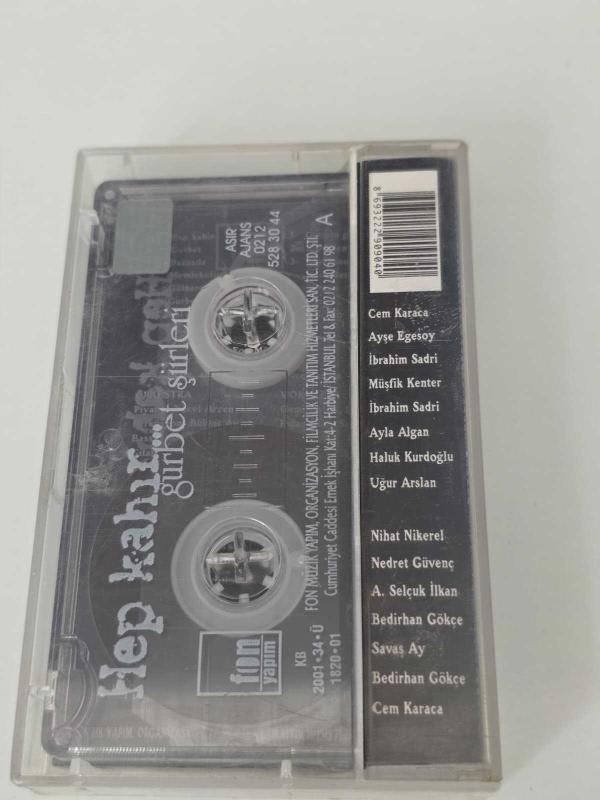 Hep kahır...
gurbet şiirleri
ASIR
AJANS
0212
528 30 44
A
FON MÜZİK YAPIM, ORGANİZASYON, FİLMCİLİK VE TANITIM HİZMETLERİ SAN. TİC. LTD. ŞTİ.
Cumhuriyet Caddesi Emek İşhanı Kat:4-2 Harbiye/ İSTANBUL Tel & Fax: 0212 240 61 98
fon
yapım
KB
2001•34•Ü
1820•01
8 693222 909040
Cem Karaca
Ayşe Egesoy
İbrahim Sadri
Müşfik Kenter
İbrahim Sadri
Ayla Algan
Haluk Kurdoğlu
Uğur Arslan
Nihat Nikerel
Nedret Güvenç
A. Selçuk İlkan
Bedirhan Gökçe
Savaş Ay
Bedirhan Gökçe
Cem Karaca